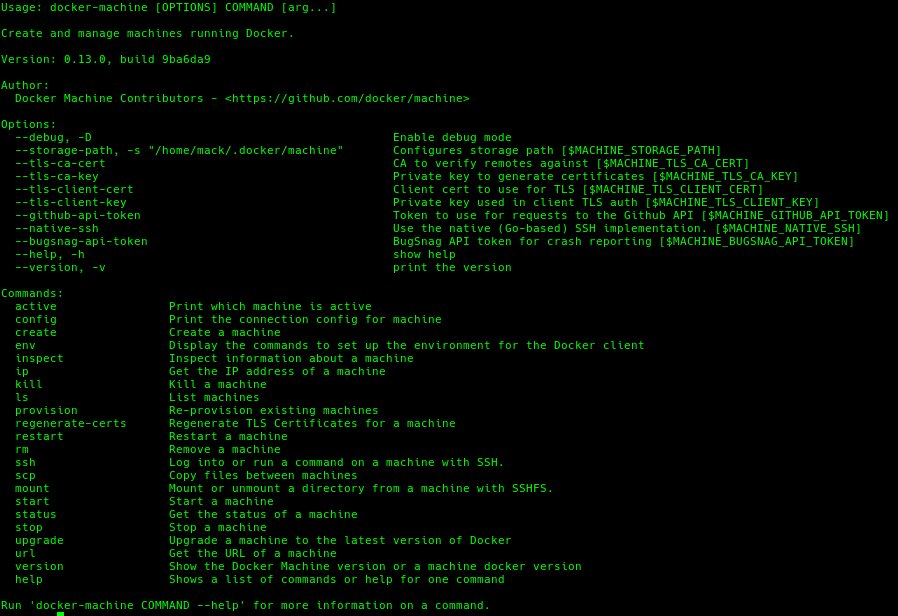 Usage: docker-machine [OPTIONS] COMMAND [arg...]
Create and manage machines running Docker.
Version: 0.13.0, build 9ba6da9
Author:
Docker Machine Contributors - <https://github.com/docker/machine>
Options:
--debug, -D Enable debug mode
--storage-path, -s "/home/mack/.docker/machine" Configures storage path [$MACHINE_STORAGE_PATH]
--tls-ca-cert CA to verify remotes against [$MACHINE_TLS_CA_CERT]
--tls-ca-key Private key to generate certificates [$MACHINE_TLS_CA_KEY]
--tls-client-cert Client cert to use for TLS [$MACHINE_TLS_CLIENT_CERT]
--tls-client-key Private key used in client TLS auth [$MACHINE_TLS_CLIENT_KEY]
--github-api-token Token to use for requests to the Github API [$MACHINE_GITHUB_API_TOKEN]
--native-ssh Use the native (Go-based) SSH implementation. [$MACHINE_NATIVE_SSH]
--bugsnag-api-token BugSnag API token for crash reporting [$MACHINE_BUGSNAG_API_TOKEN]
--help, -h show help
--version, -v print the version
Commands:
active Print which machine is active
config Print the connection config for machine
create Create a machine
env Display the commands to set up the environment for the Docker client
inspect Inspect information about a machine
ip Get the IP address of a machine
kill Kill a machine
ls List machines
provision Re-provision existing machines
regenerate-certs Regenerate TLS Certificates for a machine
restart Restart a machine
rm Remove a machine
ssh Log into or run a command on a machine with SSH.
scp Copy files between machines
mount Mount or unmount a directory from a machine with SSHFS.
start Start a machine
status Get the status of a machine
stop Stop a machine
upgrade Upgrade a machine to the latest version of Docker
url Get the URL of a machine
version Show the Docker Machine version or a machine docker version
help Shows a list of commands or help for one command
Run 'docker-machine COMMAND --help' for more information on a command.